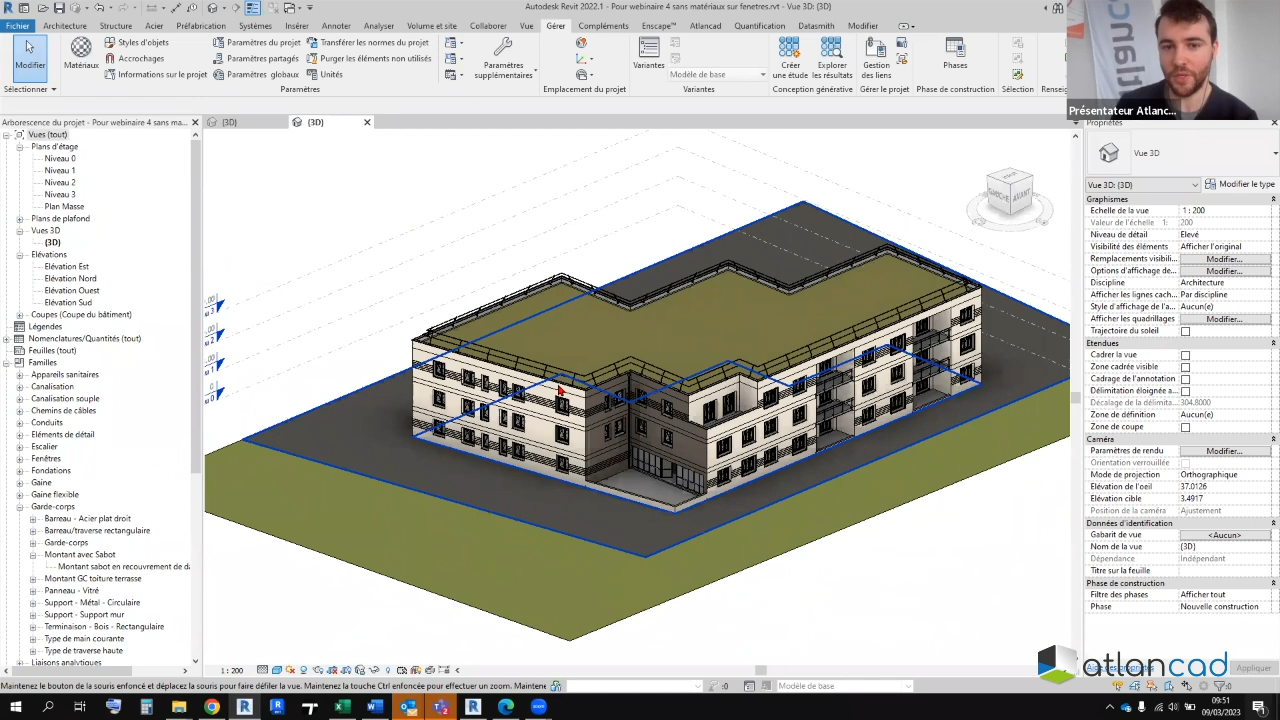 Autodesk Revit 2022.1 - Pour webinaire 4 sans matériaux sur fenetres.rvt - Vue 3D: {3D}
Fichier Architecture Structure Acier Préfabrication Systèmes Insérer Annoter Analyser Volume et site Collaborer Vue Gérer Compléments Enscape™ Atlancad Quantification Datasmith Modifier
Modifier
Matériaux
Styles d'objets
Accrochages
Informations sur le projet
Paramètres du projet
Paramètres partagés
Paramètres globaux
Transférer les normes du projet
Purger les éléments non utilisés
Unités
Paramètres supplémentaires
Variantes
Modèle de base
Créer une étude
Explorer les résultats
Gestion des liens
Phases
Sélectionner
Paramètres
Emplacement du projet
Variantes
Conception générative
Gérer le projet
Phase de construction
Sélection
Présentateur Atlanc...
Arborescence du projet - Pour webinaire 4 sans ma...
{3D}
{3D}
Vues (tout)
Plans d'étage
Niveau 0
Niveau 1
Niveau 2
Niveau 3
Plan Masse
Plans de plafond
Vues 3D
{3D}
Élévations
Elévation Est
Elévation Nord
Elévation Ouest
Elévation Sud
Coupes (Coupe du bâtiment)
Légendes
Nomenclatures/Quantités (tout)
Feuilles (tout)
Familles
Appareils sanitaires
Canalisation
Canalisation souple
Chemins de câbles
Conduits
Eléments de détail
Escalier
Fenêtres
Fondations
Gaine
Gaine flexible
Garde-corps
Barreau - Acier plat droit
Barreau/traverse rectangulaire
Garde-corps
Montant avec Sabot
Montant sabot en recouvrement de da
Montant GC toiture terrasse
Panneau - Vitré
Support - Métal - Circulaire
Support - Support mur
Terminaison - Bois - Rectangulaire
Type de main courante
Type de traverse haute
Liaisons analytiques
GAUCHE
AVANT
Propriétés
Vue 3D
Vue 3D: {3D}
Modifier le type
Graphismes
Echelle de la vue 1 : 200
Valeur de l'échelle 1: 200
Niveau de détail Elevé
Visibilité des éléments Afficher l'original
Remplacements visibili... Modifier...
Options d'affichage de... Modifier...
Discipline Architecture
Afficher les lignes cach... Par discipline
Style d'affichage de l'a... Aucun(e)
Afficher les quadrillages Modifier...
Trajectoire du soleil
Etendues
Cadrer la vue
Zone cadrée visible
Cadrage de l'annotation
Délimitation éloignée a...
Décalage de la délimita... 304.8000
Zone de définition Aucun(e)
Zone de coupe
Caméra
Paramètres de rendu Modifier...
Orientation verrouillée
Mode de projection Orthographique
Elévation de l'oeil 37.0126
Elévation cible 3.4917
Position de la caméra Ajustement
Données d'identification
Gabarit de vue <Aucun>
Nom de la vue {3D}
Dépendance Indépendant
Titre sur la feuille
Phase de construction
Filtre des phases Afficher tout
Phase Nouvelle construction
Aide des propriétés
Appliquer
atlancad
1 : 200
Maintenez le bouton de la souris enfoncé et déplacez la souris pour faire défiler la vue. Maintenez la touche Ctrl enfoncée pour effectuer un zoom. Maintene
:0
Modèle de base
:0
09:51
09/03/2023